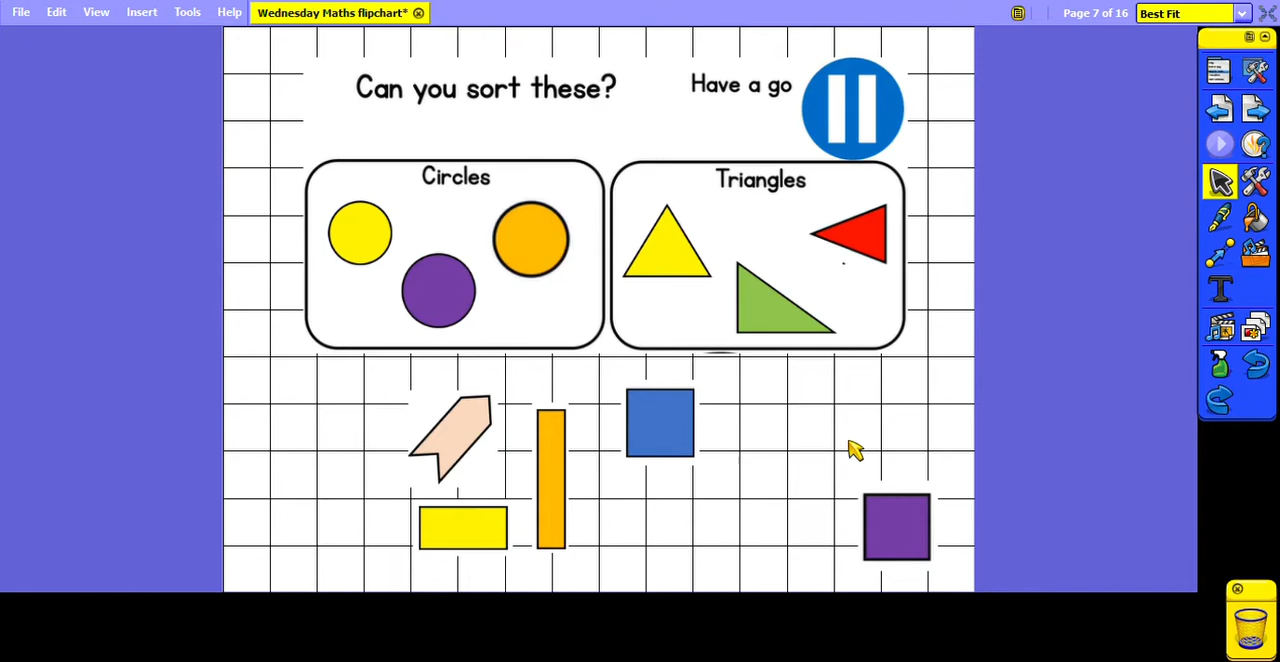 File Edit View Insert Tools Help Wednesday Maths flipchart* Page 7 of 16 Best Fit
Can you sort these? Have a go
Circles
Triangles